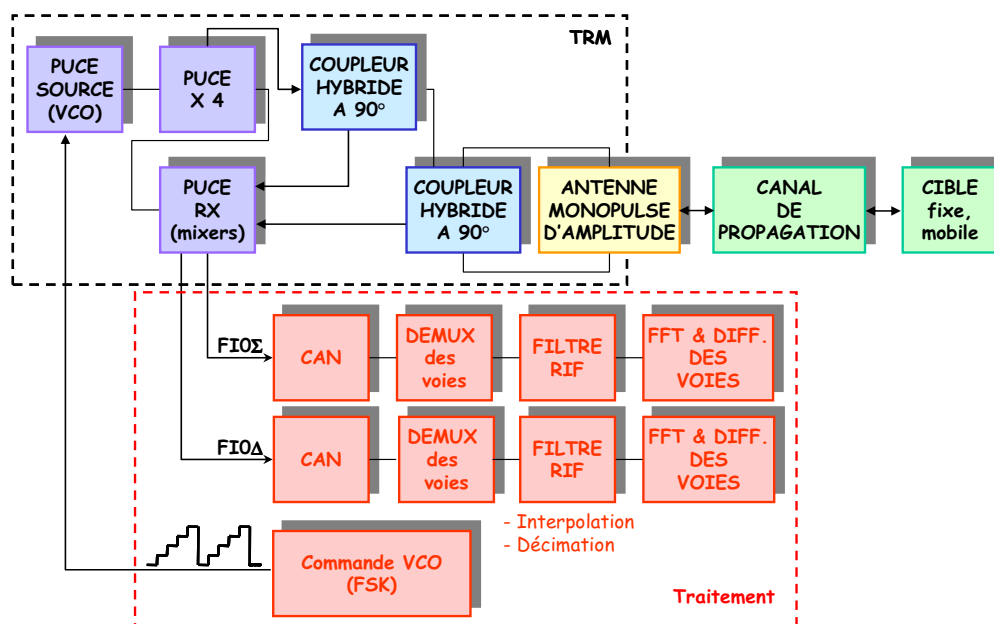 TRM
PUCE
SOURCE
(VCO)
PUCE
X 4
COUPLEUR
HYBRIDE
A 90°
PUCE
RX
(mixers)
COUPLEUR
HYBRIDE
A 90°
ANTENNE
MONOPULSE
D'AMPLITUDE
CANAL
DE
PROPAGATION
CIBLE
fixe,
mobile
FIOΣ
CAN
DEMUX
des
voies
FILTRE
RIF
FFT & DIFF.
DES
VOIES
FIOΔ
CAN
DEMUX
des
voies
FILTRE
RIF
FFT & DIFF.
DES
VOIES
- Interpolation
- Décimation
Commande VCO
(FSK)
Traitement